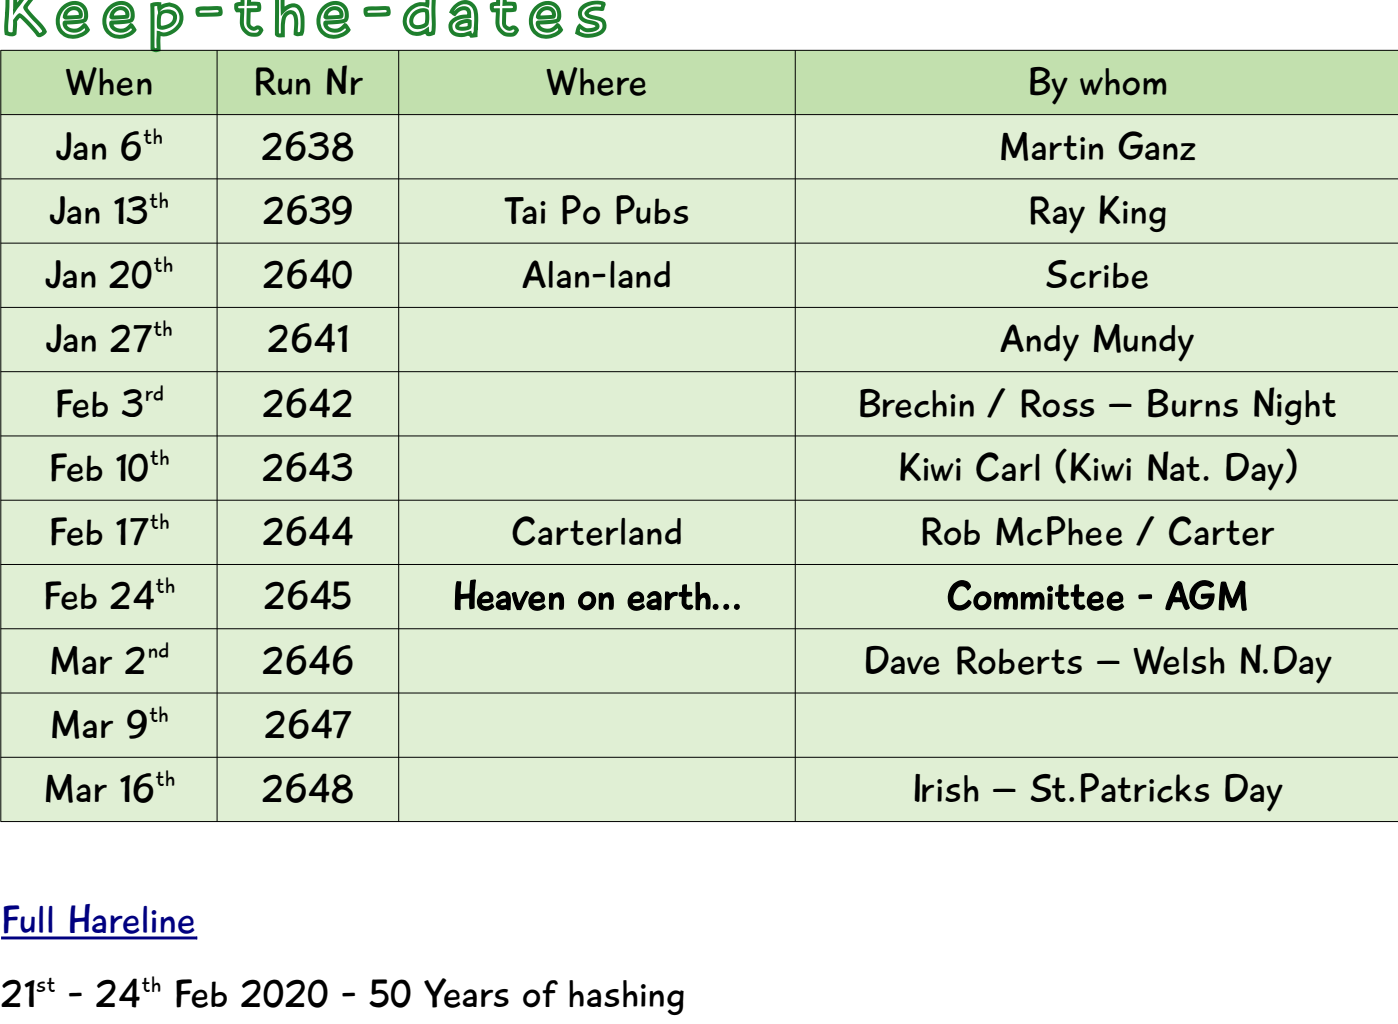 Keep-the-dates
When Run Nr Where By whom
Jan 6th 2638 Martin Ganz
Jan 13th 2639 Tai Po Pubs Ray King
Jan 20th 2640 Alan-land Scribe
Jan 27th 2641 Andy Mundy
Feb 3rd 2642 Brechin / Ross – Burns Night
Feb 10th 2643 Kiwi Carl (Kiwi Nat. Day)
Feb 17th 2644 Carterland Rob McPhee / Carter
Feb 24th 2645 Heaven on earth... Committee - AGM
Mar 2nd 2646 Dave Roberts – Welsh N.Day
Mar 9th 2647
Mar 16th 2648 Irish – St.Patricks Day
Full Hareline
21st - 24th Feb 2020 - 50 Years of hashing